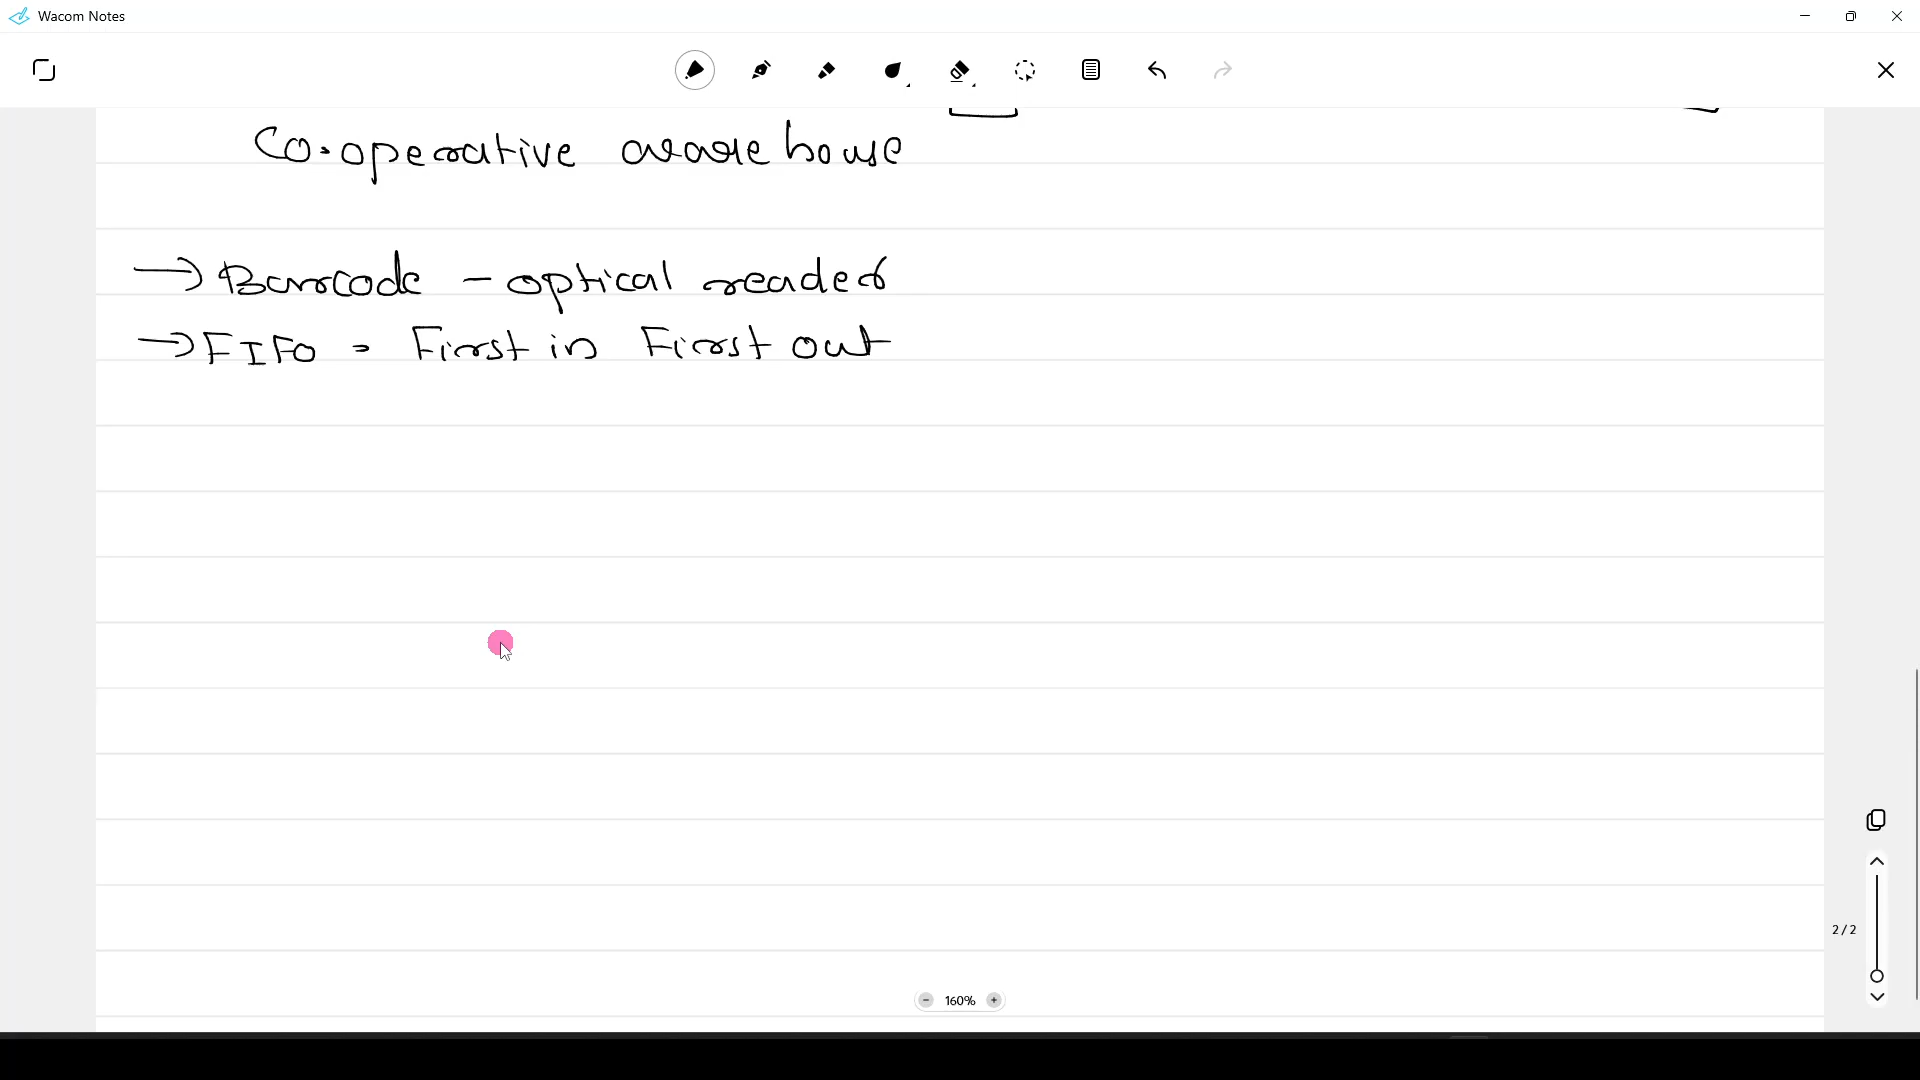 Wacom Notes
Co-operative warehouse
→ Barcode - optical reader
→ FIFO = First in First out
2/2
160%